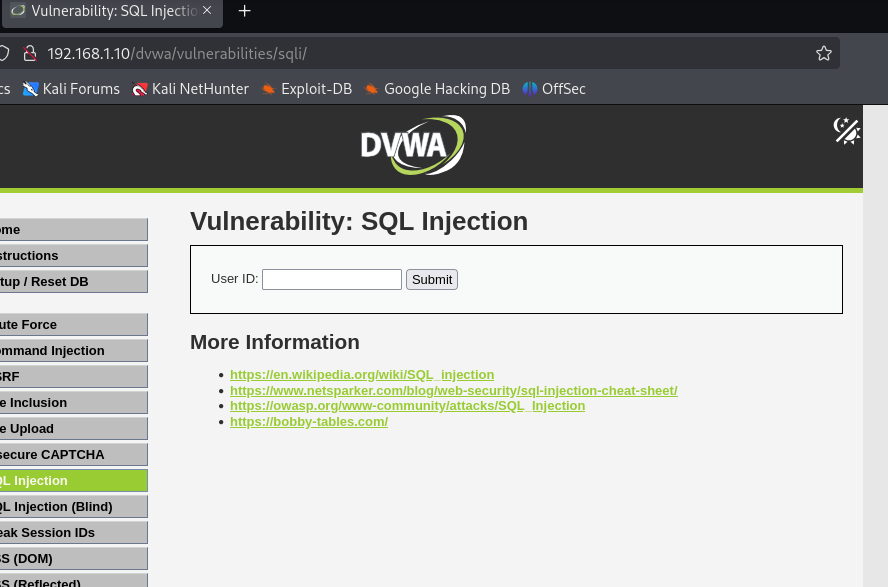 Vulnerability: SQL Injectio
192.168.1.10/dvwa/vulnerabilities/sqli/
cs Kali Forums Kali NetHunter Exploit-DB Google Hacking DB OffSec
DVWA
ome
structions
tup / Reset DB
ute Force
ommand Injection
SRF
e Inclusion
e Upload
secure CAPTCHA
QL Injection
QL Injection (Blind)
eak Session IDs
SS (DOM)
SS (Reflected)
Vulnerability: SQL Injection
User ID: Submit
More Information
https://en.wikipedia.org/wiki/SQL_injection
https://www.netsparker.com/blog/web-security/sql-injection-cheat-sheet/
https://owasp.org/www-community/attacks/SQL_Injection
https://bobby-tables.com/